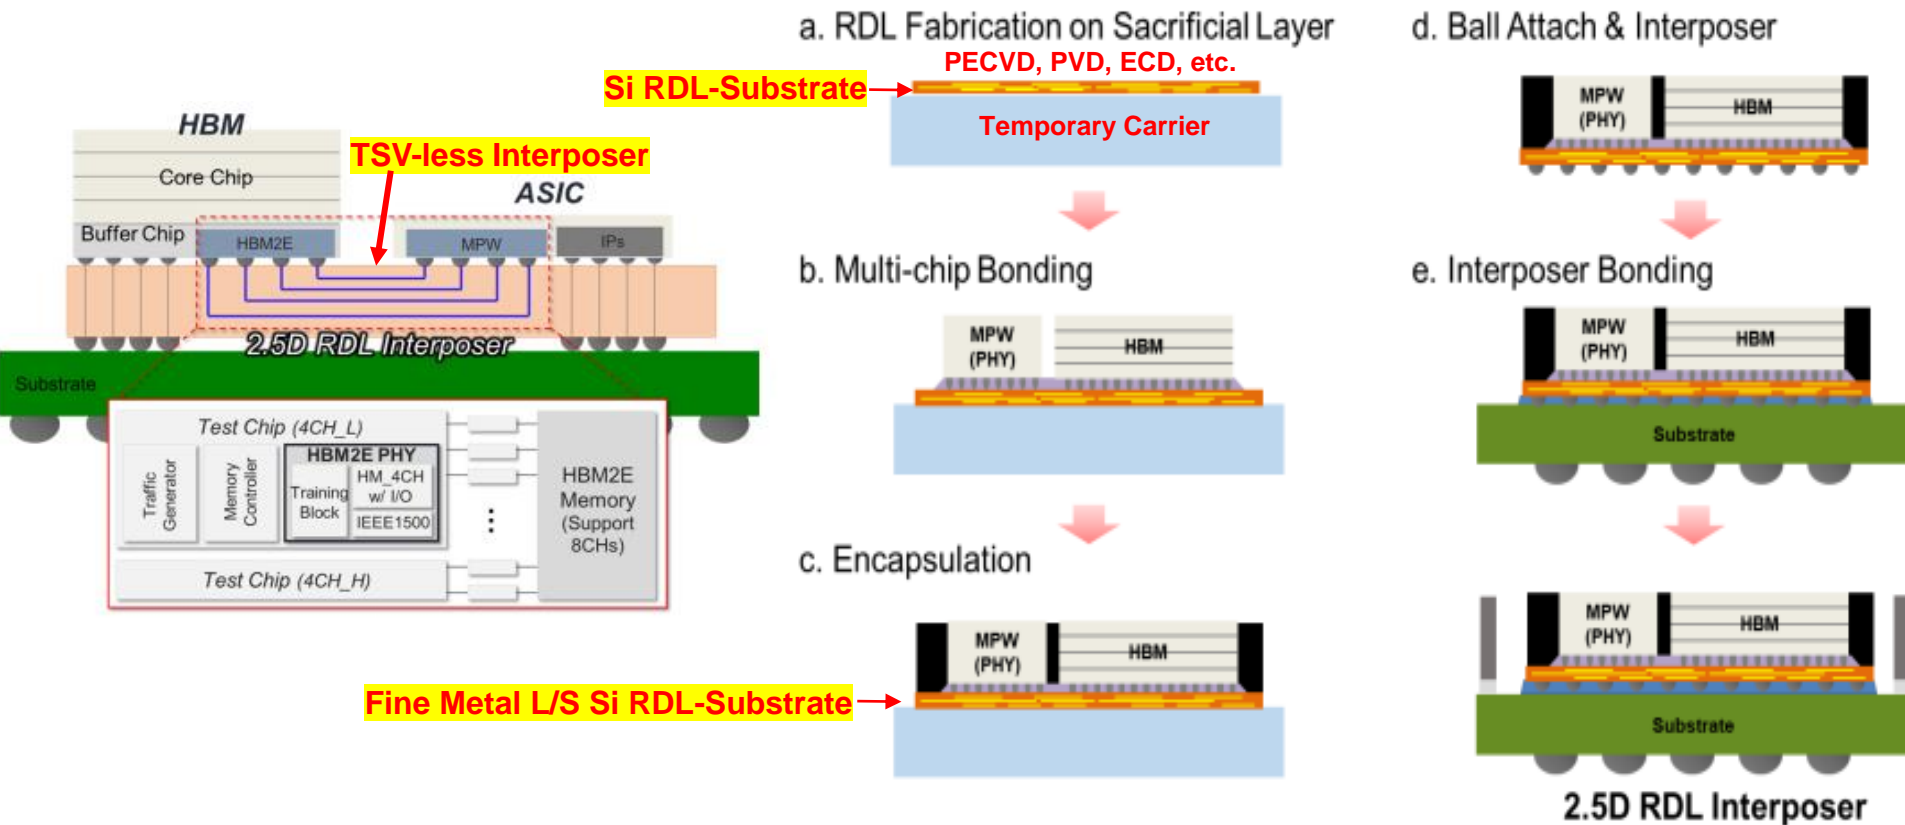 HBM
Core Chip
TSV-less Interposer
ASIC
Buffer Chip
HBM2E
MPW
IPs
2.5D RDL Interposer
Substrate
Test Chip (4CH_L)
Traffic
Generator
Memory
Controller
HBM2E PHY
Training
Block
HM_4CH
w/ I/O
IEEE1500
HBM2E
Memory
(Support
8CHs)
Test Chip (4CH_H)
a. RDL Fabrication on Sacrificial Layer
PECVD, PVD, ECD, etc.
Si RDL-Substrate
Temporary Carrier
b. Multi-chip Bonding
MPW
(PHY)
HBM
c. Encapsulation
MPW
(PHY)
HBM
Fine Metal L/S Si RDL-Substrate
d. Ball Attach & Interposer
MPW
(PHY)
HBM
e. Interposer Bonding
MPW
(PHY)
HBM
Substrate
MPW
(PHY)
HBM
Substrate
2.5D RDL Interposer